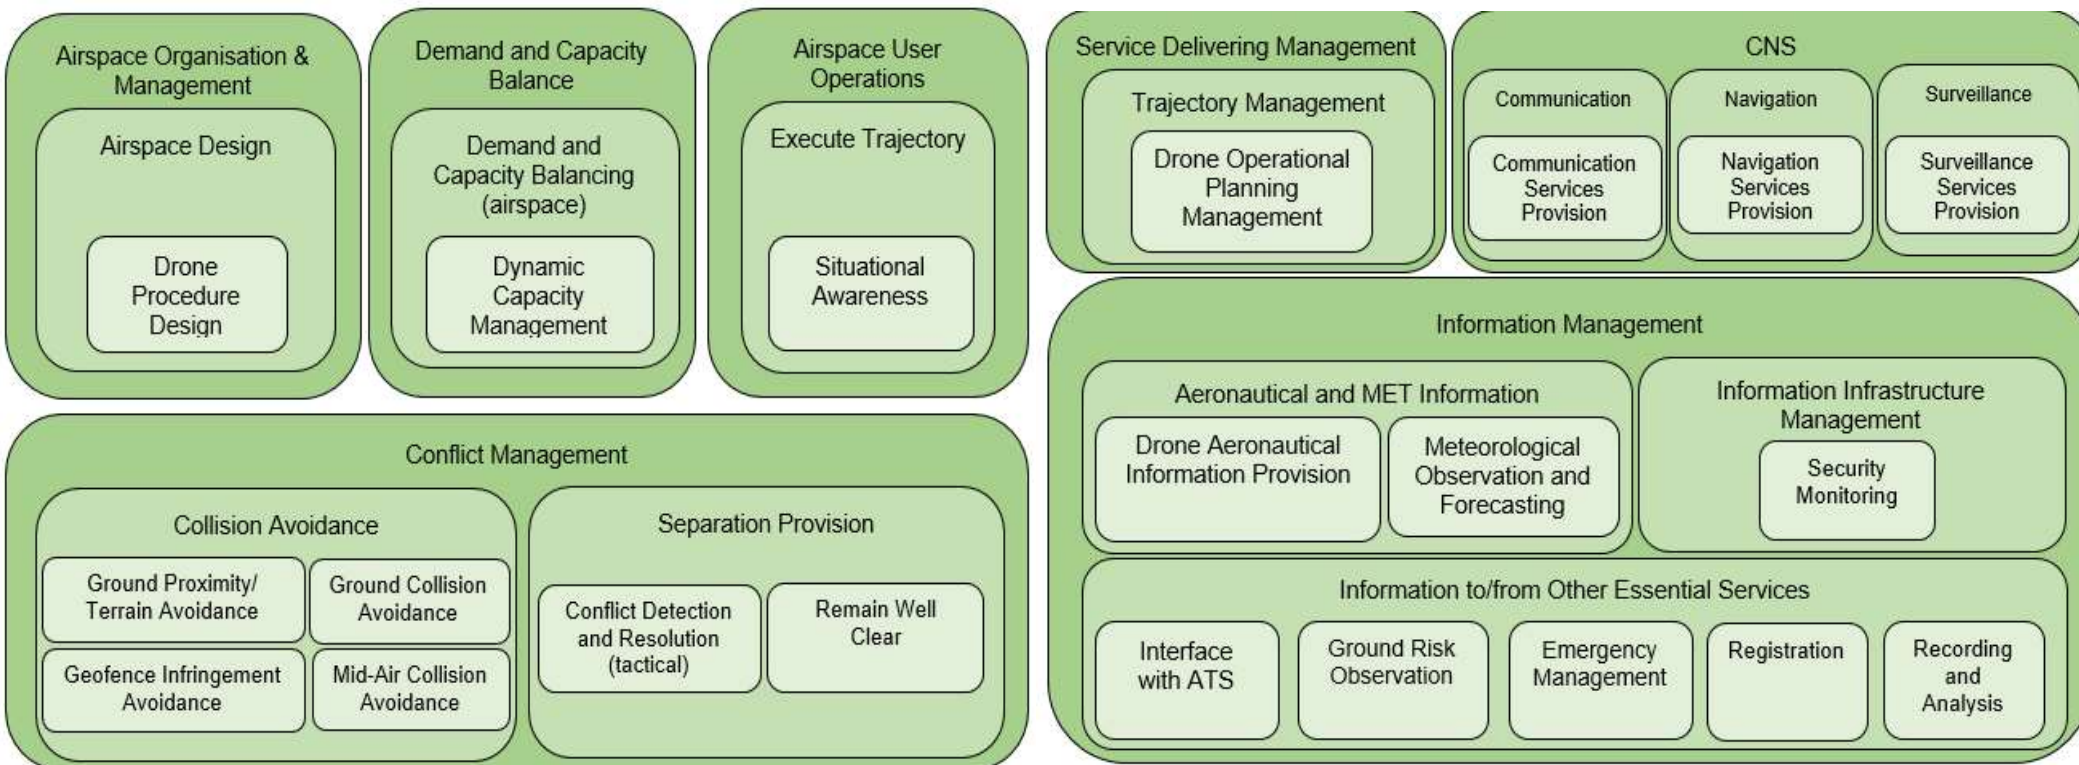 Airspace Organisation &
Management
Airspace Design
Drone
Procedure
Design
Demand and Capacity
Balance
Demand and
Capacity Balancing
(airspace)
Dynamic
Capacity
Management
Airspace User
Operations
Execute Trajectory
Situational
Awareness
Service Delivering Management
Trajectory Management
Drone Operational
Planning
Management
CNS
Communication
Communication
Services
Provision
Navigation
Navigation
Services
Provision
Surveillance
Surveillance
Services
Provision
Conflict Management
Collision Avoidance
Ground Proximity/
Terrain Avoidance
Ground Collision
Avoidance
Geofence Infringement
Avoidance
Mid-Air Collision
Avoidance
Separation Provision
Conflict Detection
and Resolution
(tactical)
Remain Well
Clear
Information Management
Aeronautical and MET Information
Drone Aeronautical
Information Provision
Meteorological
Observation and
Forecasting
Information Infrastructure
Management
Security
Monitoring
Information to/from Other Essential Services
Interface
with ATS
Ground Risk
Observation
Emergency
Management
Registration
Recording
and
Analysis